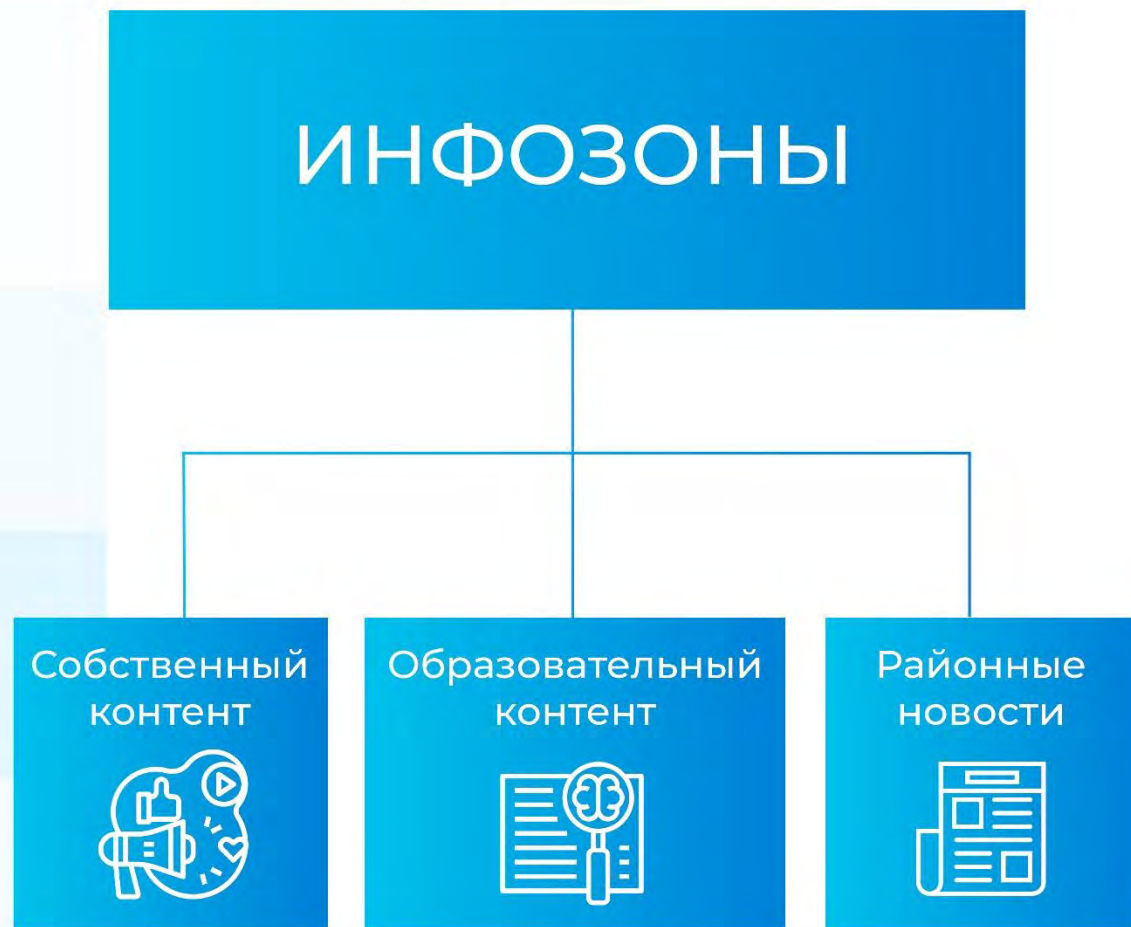 ИНФОЗОНЫ
Собственный
контент
Образовательный
контент
Районные
новости